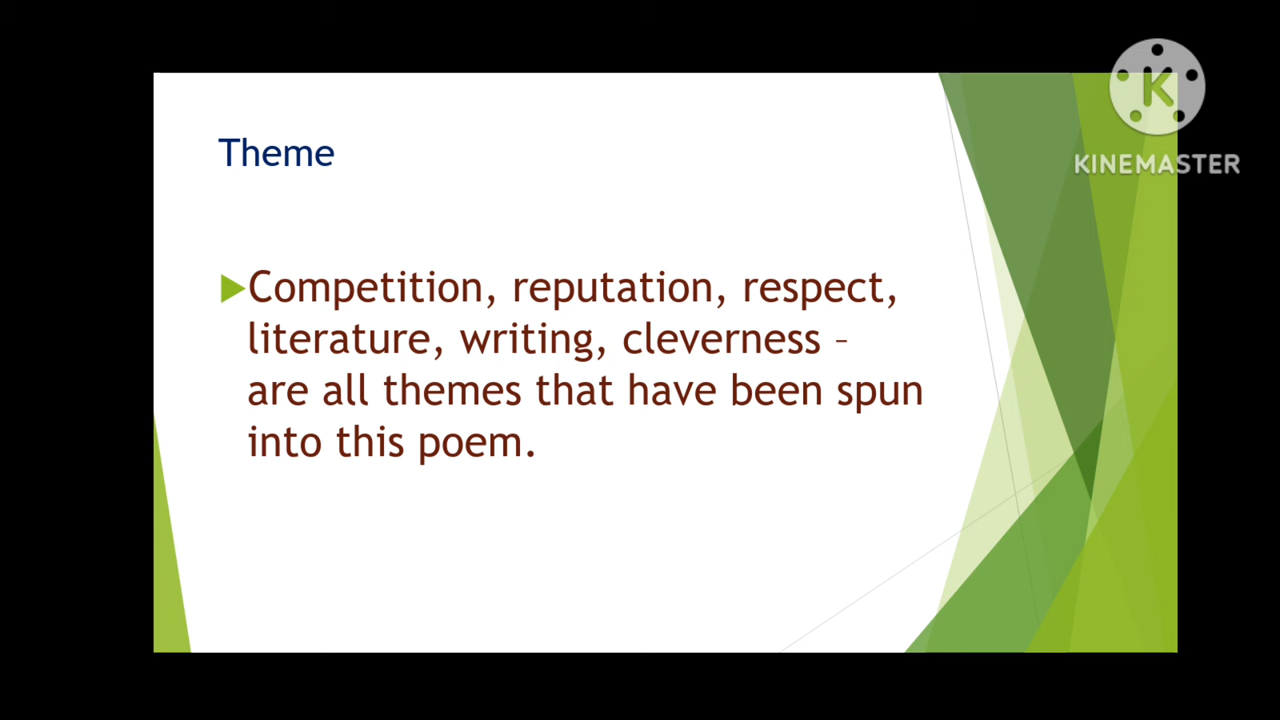 K
KINEMASTER
Theme
Competition, reputation, respect,
literature, writing, cleverness –
are all themes that have been spun
into this poem.